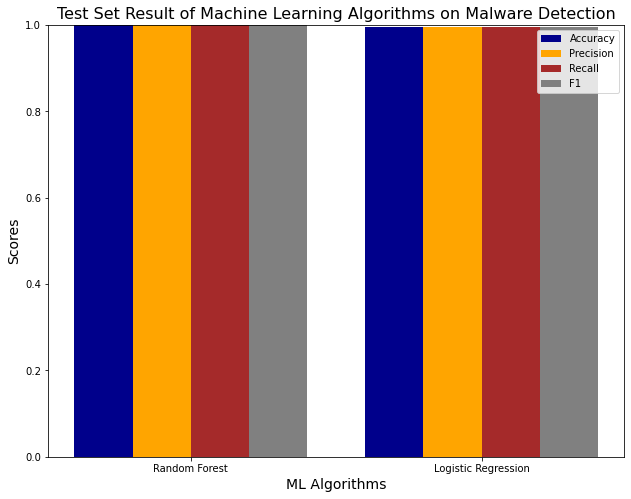 Test Set Result of Machine Learning Algorithms on Malware Detection
1.0
0.8
0.6
0.4
0.2
0.0
Scores
Accuracy
Precision
Recall
F1
Random Forest
Logistic Regression
ML Algorithms